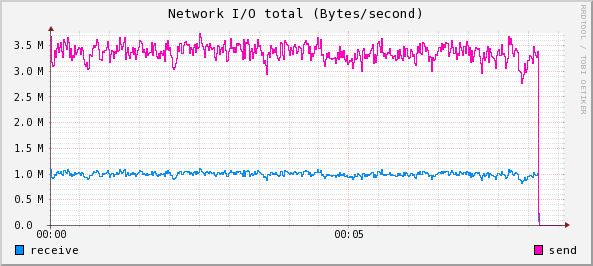 Network I/O total (Bytes/second)
RRDTOOL / TOBI OETIKER
3.5 M
3.0 M
2.5 M
2.0 M
1.5 M
1.0 M
0.5 M
0.0
00:00 00:05
receive send